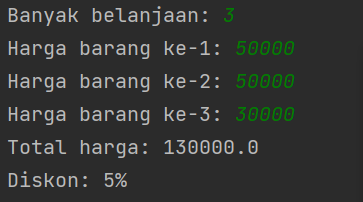 Banyak belanjaan: 3
Harga barang ke-1: 50000
Harga barang ke-2: 50000
Harga barang ke-3: 30000
Total harga: 130000.0
Diskon: 5%